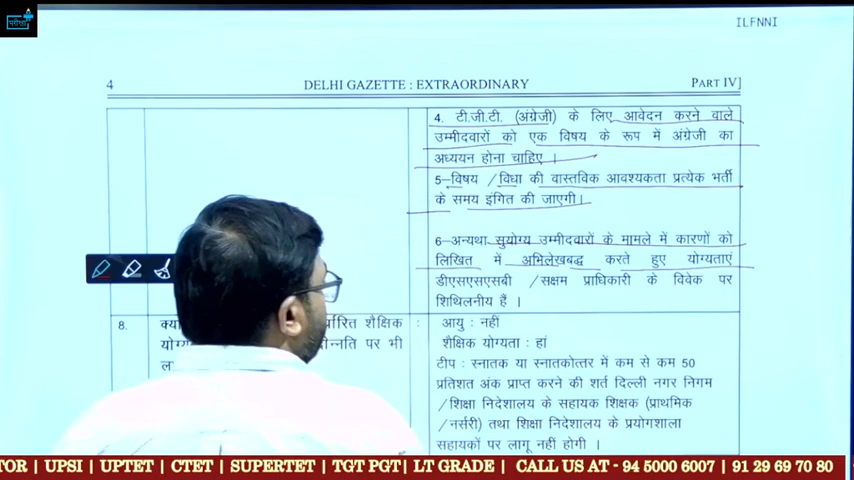 परीक्षा
ILFNNI
4 DELHI GAZETTE : EXTRAORDINARY PART IV]
4. टी.जी.टी. (अंग्रेजी) के लिए आवेदन करने वाले
उम्मीदवारों को एक विषय के रूप में अंग्रेजी का
अध्ययन होना चाहिए ।
5–विषय /विधा की वास्तविक आवश्यकता प्रत्येक भर्ती
के समय इंगित की जाएगी।
6–अन्यथा सुयोग्य उम्मीदवारों के मामले में कारणों को
लिखित में अभिलेखबद्ध करते हुए योग्यताएं
डीएसएसएसबी /सक्षम प्राधिकारी के विवेक पर
शिथिलनीय हैं ।
8. शैक्षिक : आयु : नहीं
पर भी शैक्षिक योग्यता : हां
टीप : स्नातक या स्नातकोत्तर में कम से कम 50
प्रतिशत अंक प्राप्त करने की शर्त दिल्ली नगर निगम
/शिक्षा निदेशालय के सहायक शिक्षक (प्राथमिक
/नर्सरी) तथा शिक्षा निदेशालय के प्रयोगशाला
सहायकों पर लागू नहीं होगी ।
TOR | UPSI | UPTET | CTET | SUPERTET | TGT PGT| LT GRADE | CALL US AT - 94 5000 6007 | 91 29 69 70 80